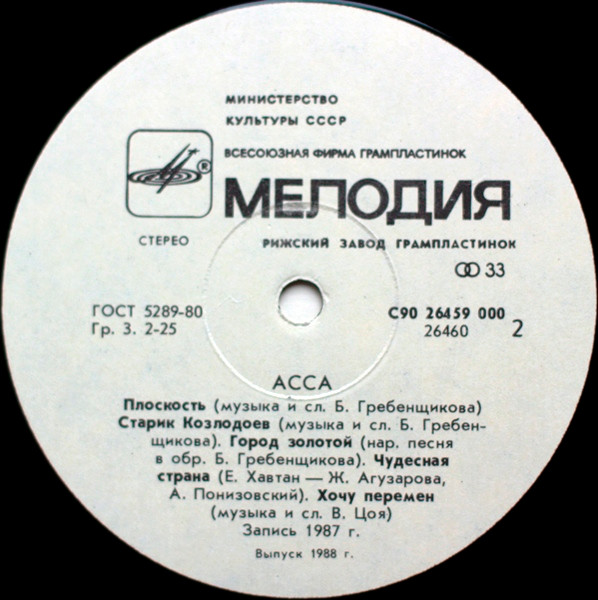 МИНИСТЕРСТВО
КУЛЬТУРЫ СССР
ВСЕСОЮЗНАЯ ФИРМА ГРАМПЛАСТИНОК
®
МЕЛОДИЯ
СТЕРЕО
РИЖСКИЙ ЗАВОД ГРАМПЛАСТИНОК
33
ГОСТ 5289-80
Гр. 3. 2-25
С90 26459 000
26460
2
АССА
Плоскость (музыка и сл. Б. Гребенщикова)
Старик Козлодоев (музыка и сл. Б. Гребен-
щикова). Город золотой (нар. песня
в обр. Б. Гребенщикова). Чудесная
страна (Е. Хавтан — Ж. Агузарова,
А. Понизовский). Хочу перемен
(музыка и сл. В. Цоя)
Запись 1987 г.
Выпуск 1988 г.